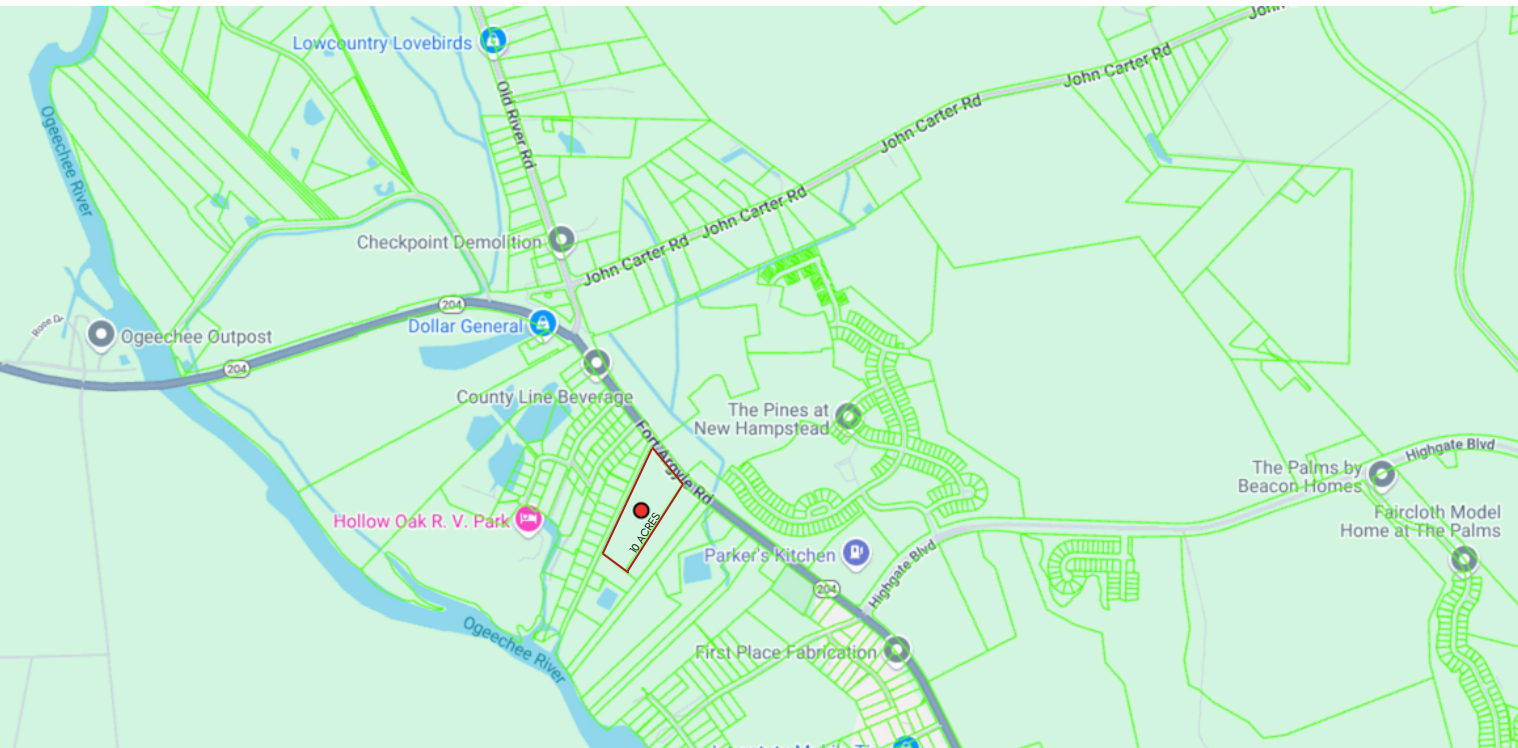 John
Lowcountry Lovebirds
John Carter Rd
Old River Rd
John Carter Rd
Ogeechee River
John Carter Rd
Checkpoint Demolition
John Carter Rd
204
Dollar General
Ogeechee Outpost
204
County Line Beverage
The Pines at
New Hampstead
Fort Argyle Rd
Highgate Blvd
The Palms by
Beacon Homes
Hollow Oak R. V. Park
10 ACRES
Faircloth Model
Home at The Palms
Parker's Kitchen
Highgate Blvd
204
Ogeechee River
First Place Fabrication